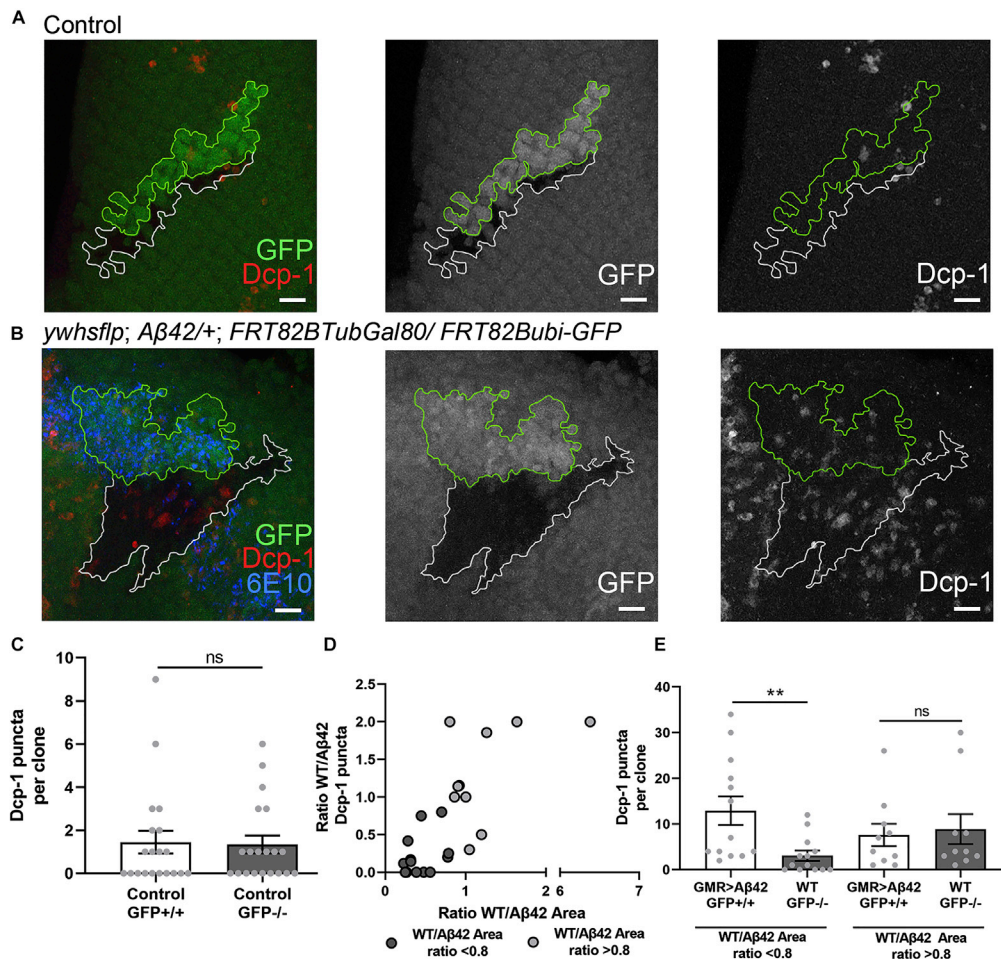 A
Control
GFP
Dcp-1
GFP
Dcp-1
B
ywhsflp; Aβ42/+; FRT82BTubGal80/ FRT82Bubi-GFP
GFP
Dcp-1
6E10
GFP
Dcp-1
C
ns
Dcp-1 puncta
per clone
10
8
6
4
2
0
Control
GFP+/+
Control
GFP-/-
D
Ratio WT/Aβ42
Dcp-1 puncta
2.5
2.0
1.5
1.0
0.5
0.0
0
1
2
6
7
Ratio WT/Aβ42 Area
WT/Aβ42 Area
ratio <0.8
WT/Aβ42 Area
ratio >0.8
E
Dcp-1 puncta
per clone
40
30
20
10
0
**
ns
GMR>Aβ42
GFP+/+
WT
GFP-/-
GMR>Aβ42
GFP+/+
WT
GFP-/-
WT/Aβ42 Area
ratio <0.8
WT/Aβ42 Area
ratio >0.8